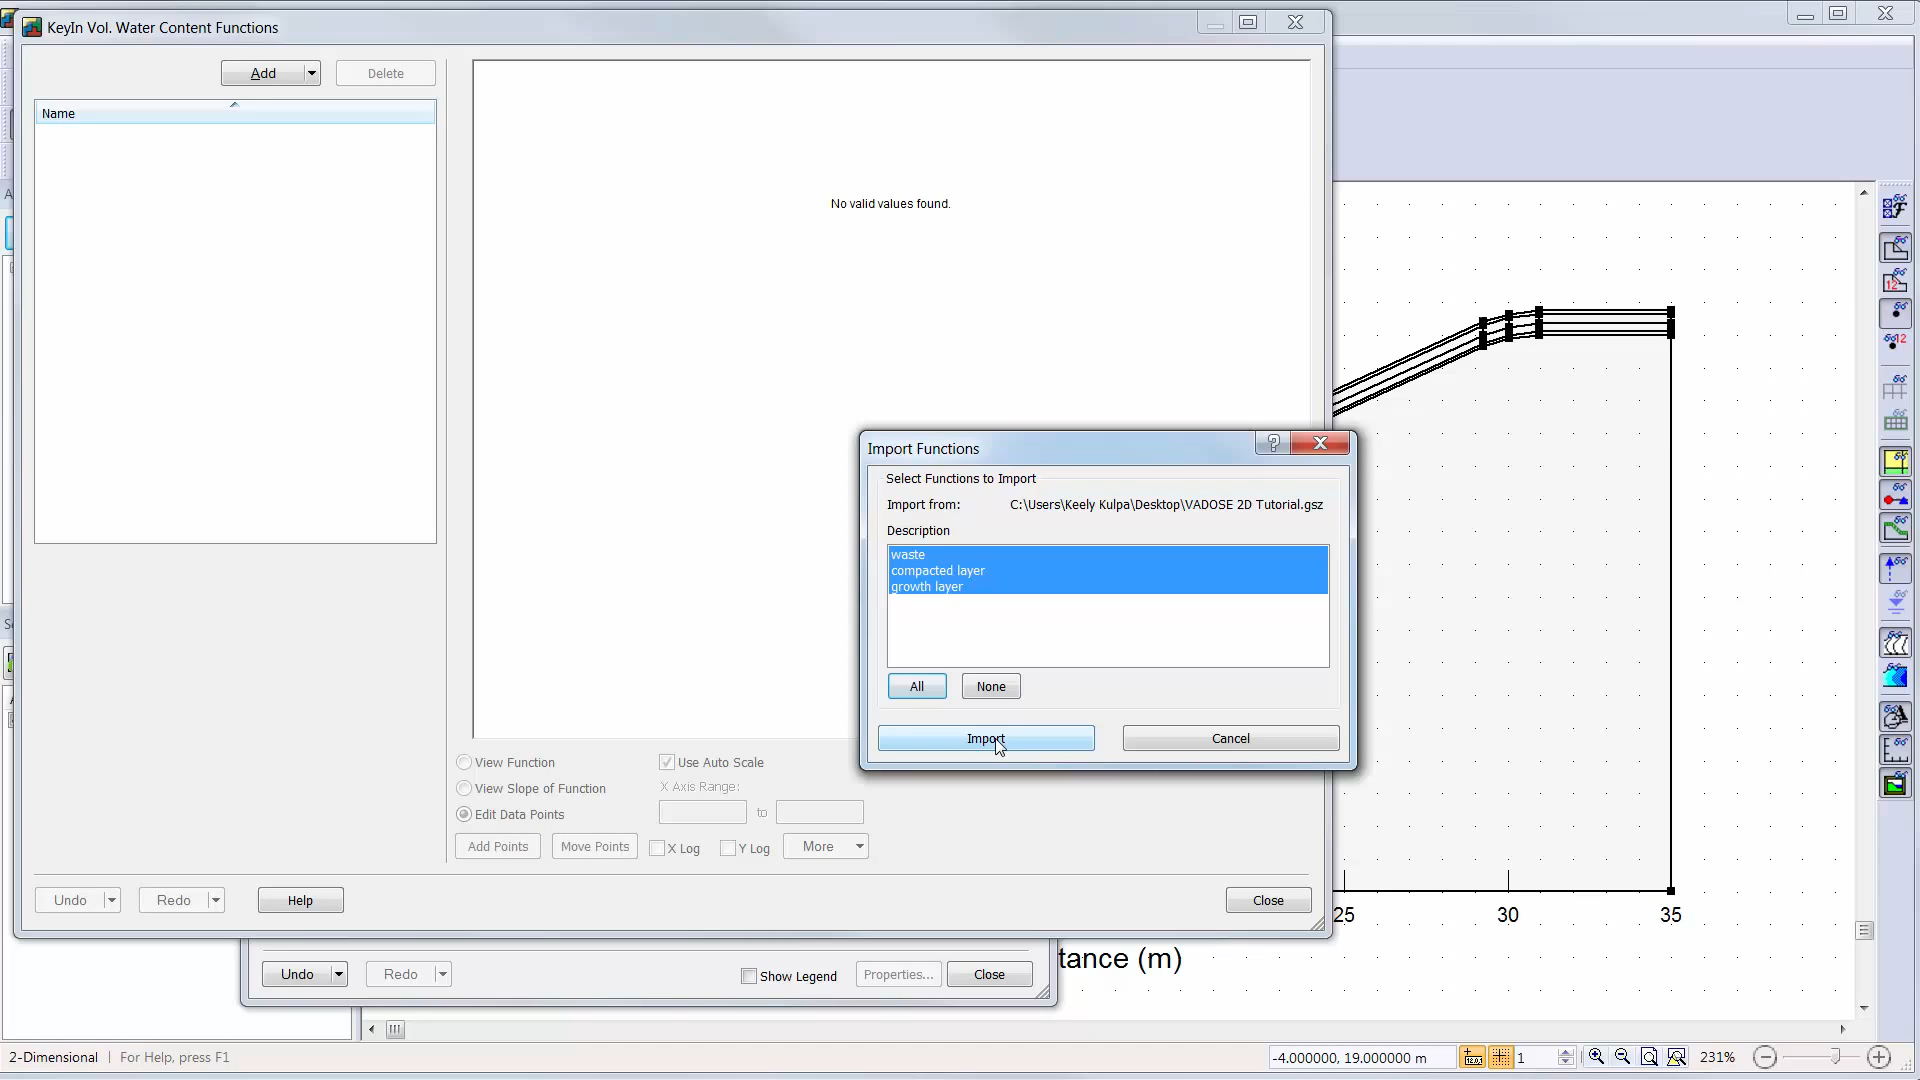 KeyIn Vol. Water Content Functions
Add
Delete
Name
No valid values found.
Import Functions
Select Functions to Import
Import from: C:\Users\Keely Kulpa\Desktop\VADOSE 2D Tutorial.gsz
Description
waste
compacted layer
growth layer
All
None
Import
Cancel
View Function
Use Auto Scale
View Slope of Function
X Axis Range:
to
Edit Data Points
Add Points
Move Points
X Log
Y Log
More
Undo
Redo
Help
Close
25
30
35
tance (m)
Undo
Redo
Show Legend
Properties...
Close
2-Dimensional
For Help, press F1
-4.000000, 19.000000 m
1
231%